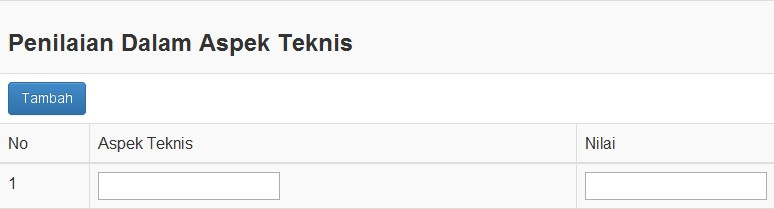 Penilaian Dalam Aspek Teknis
Tambah
No Aspek Teknis Nilai
1